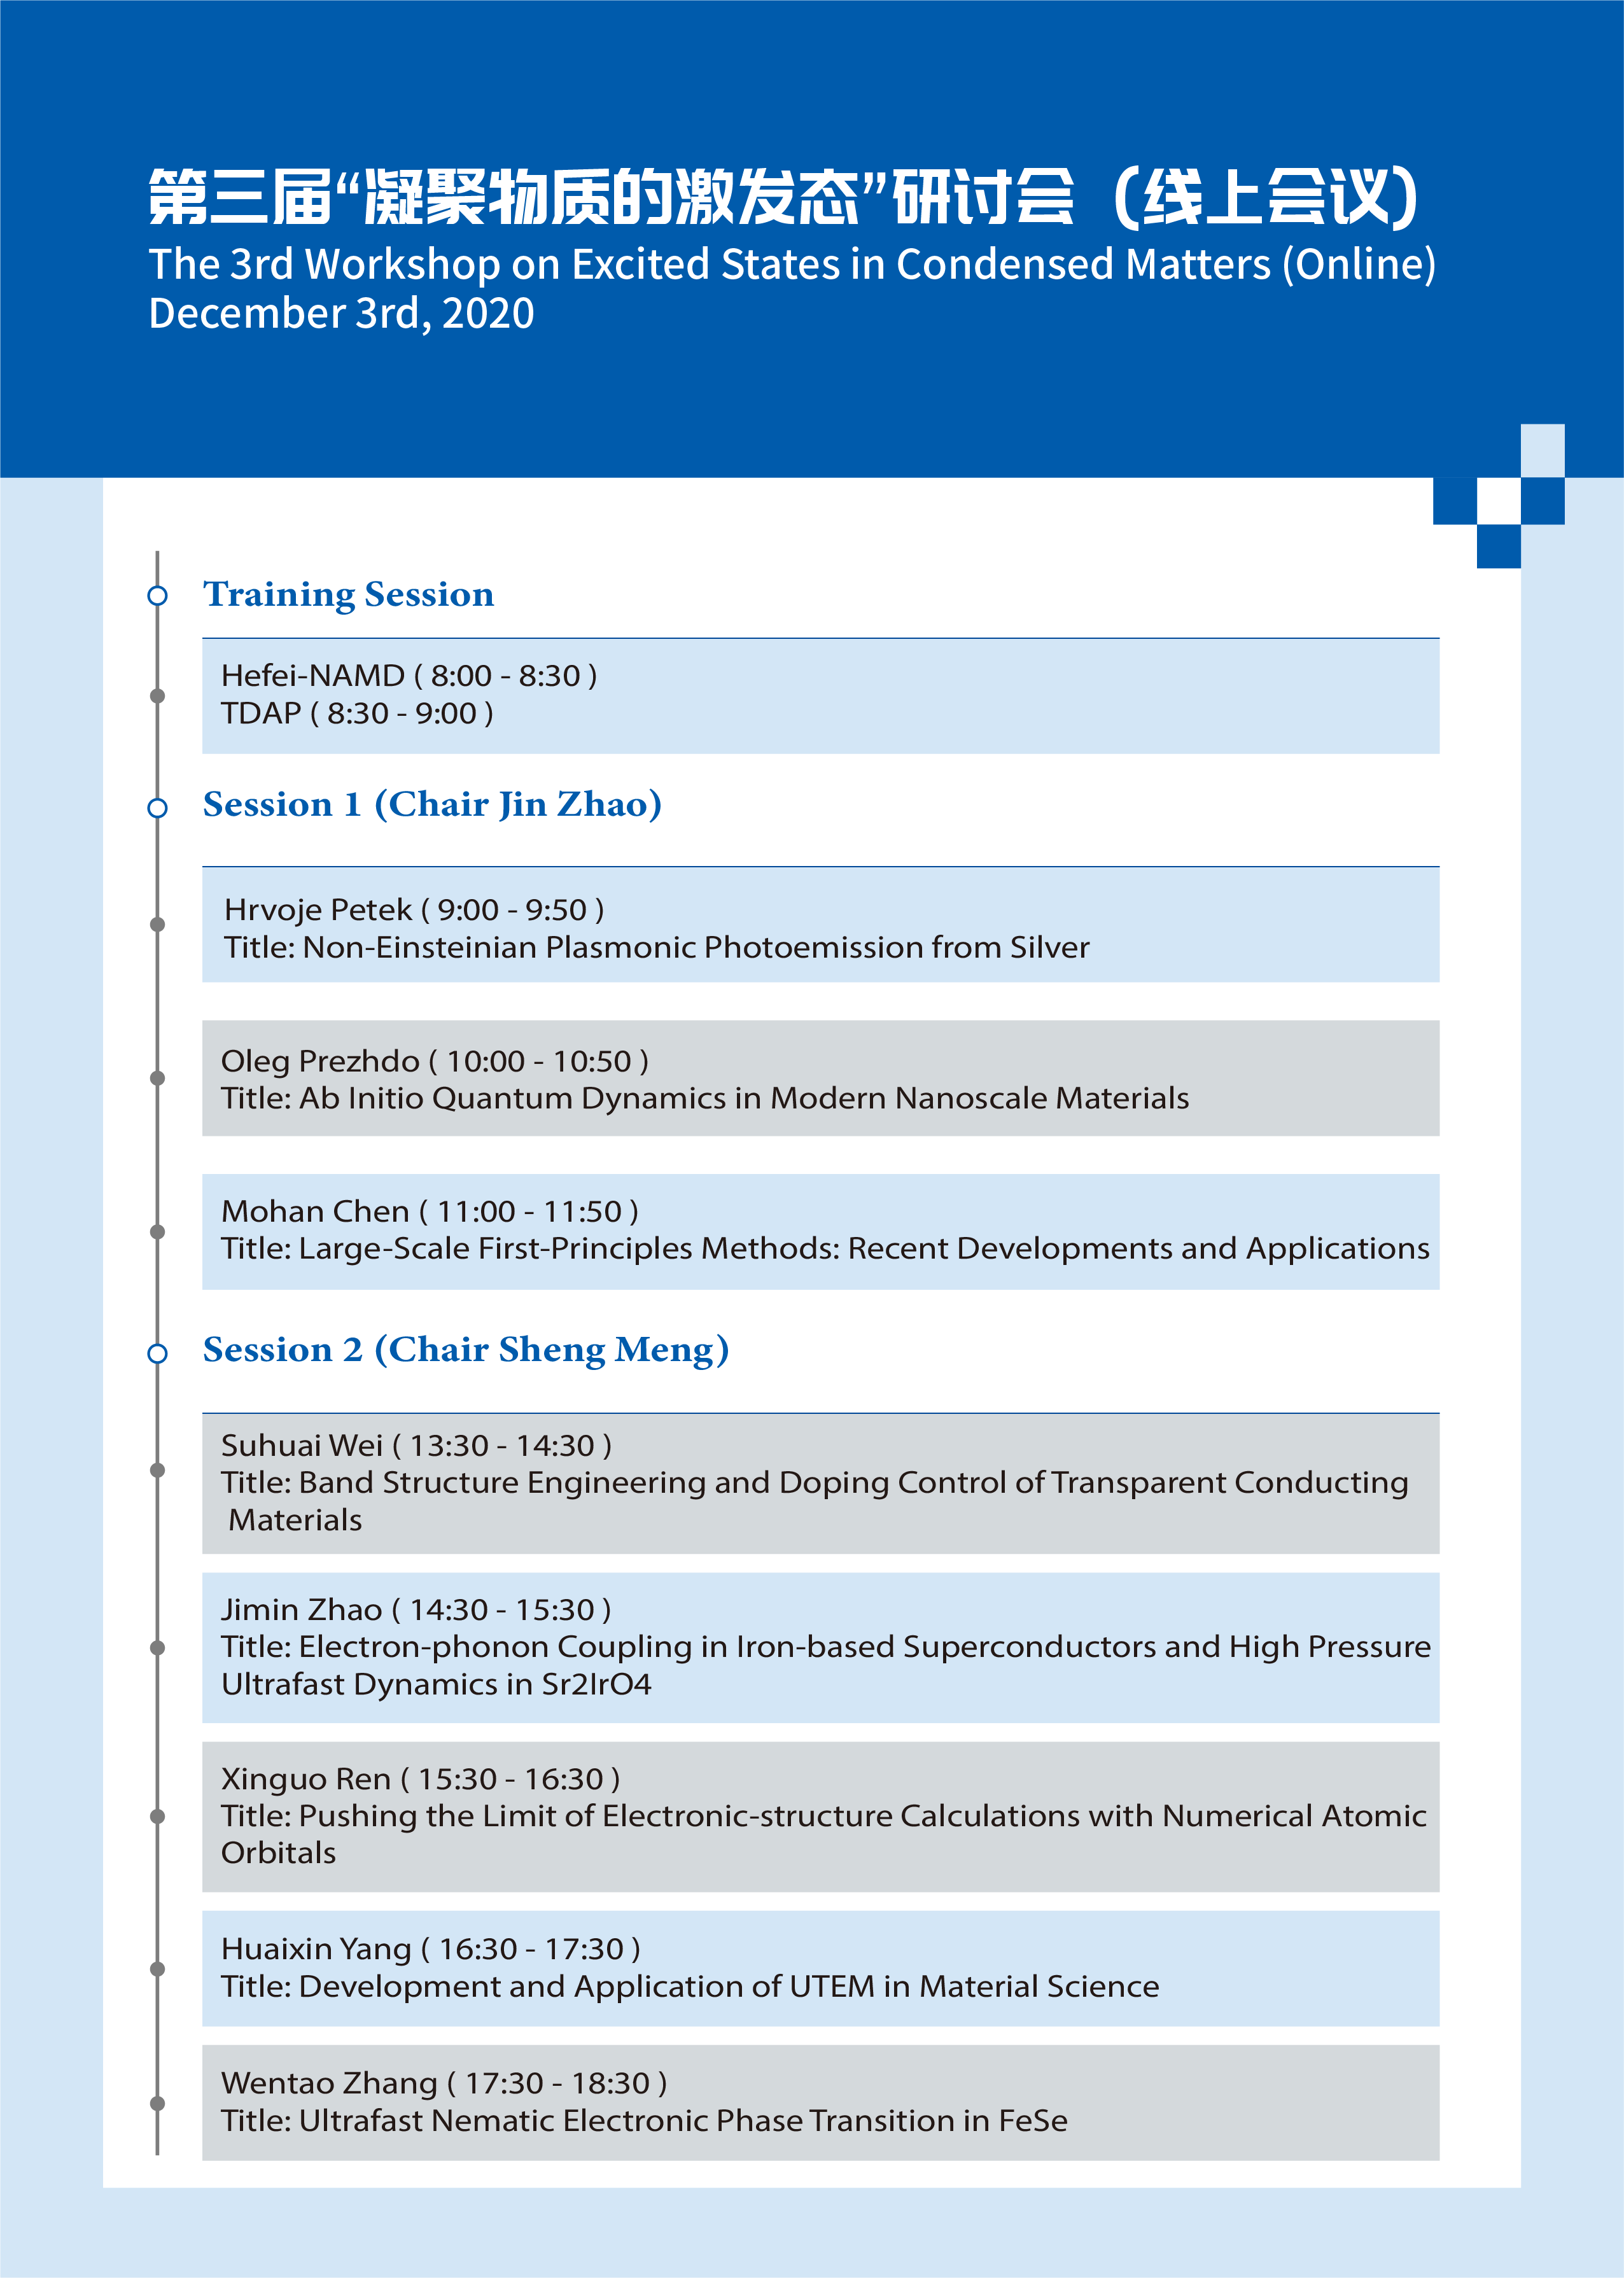 第三届“凝聚物质的激发态”研讨会（线上会议）
The 3rd Workshop on Excited States in Condensed Matters (Online)
December 3rd, 2020
Training Session
Hefei-NAMD ( 8:00 - 8:30 )
TDAP ( 8:30 - 9:00 )
Session 1 (Chair Jin Zhao)
Hrvoje Petek ( 9:00 - 9:50 )
Title: Non-Einsteinian Plasmonic Photoemission from Silver
Oleg Prezhdo ( 10:00 - 10:50 )
Title: Ab Initio Quantum Dynamics in Modern Nanoscale Materials
Mohan Chen ( 11:00 - 11:50 )
Title: Large-Scale First-Principles Methods: Recent Developments and Applications
Session 2 (Chair Sheng Meng)
Suhuai Wei ( 13:30 - 14:30 )
Title: Band Structure Engineering and Doping Control of Transparent Conducting
Materials
Jimin Zhao ( 14:30 - 15:30 )
Title: Electron-phonon Coupling in Iron-based Superconductors and High Pressure
Ultrafast Dynamics in Sr2IrO4
Xinguo Ren ( 15:30 - 16:30 )
Title: Pushing the Limit of Electronic-structure Calculations with Numerical Atomic
Orbitals
Huaixin Yang ( 16:30 - 17:30 )
Title: Development and Application of UTEM in Material Science
Wentao Zhang ( 17:30 - 18:30 )
Title: Ultrafast Nematic Electronic Phase Transition in FeSe